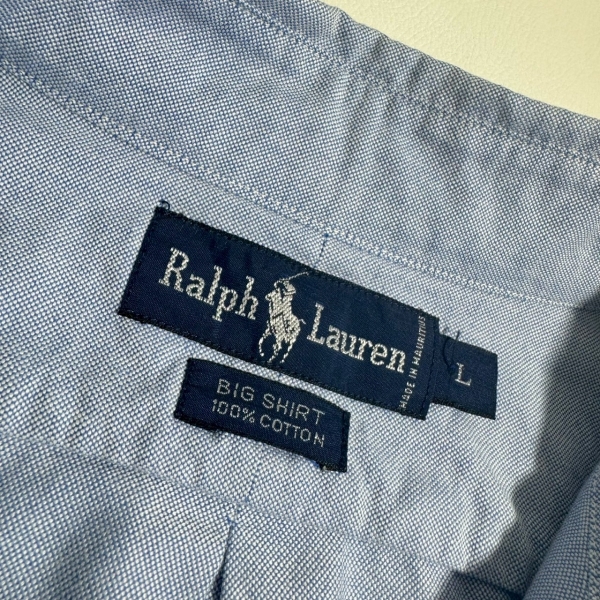 Ralph Lauren
MADE IN MAURITIUS
L
BIG SHIRT
100% COTTON